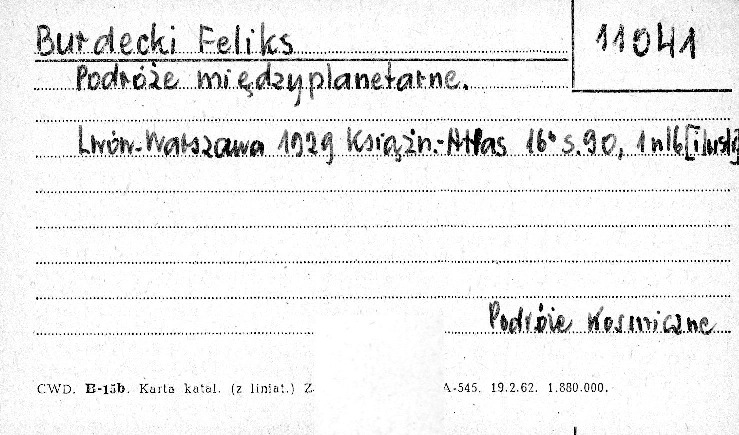 Burdecki Feliks
11041
Podróże międzyplanetarne.
Lwów-Warszawa 1929 Książn.-Atlas 16° s.90, 1 nlb
Podróże kosmiczne
CWD. B-15b. Karta katal. (z liniat.) Z. A-545. 19.2.62. 1.880.000.